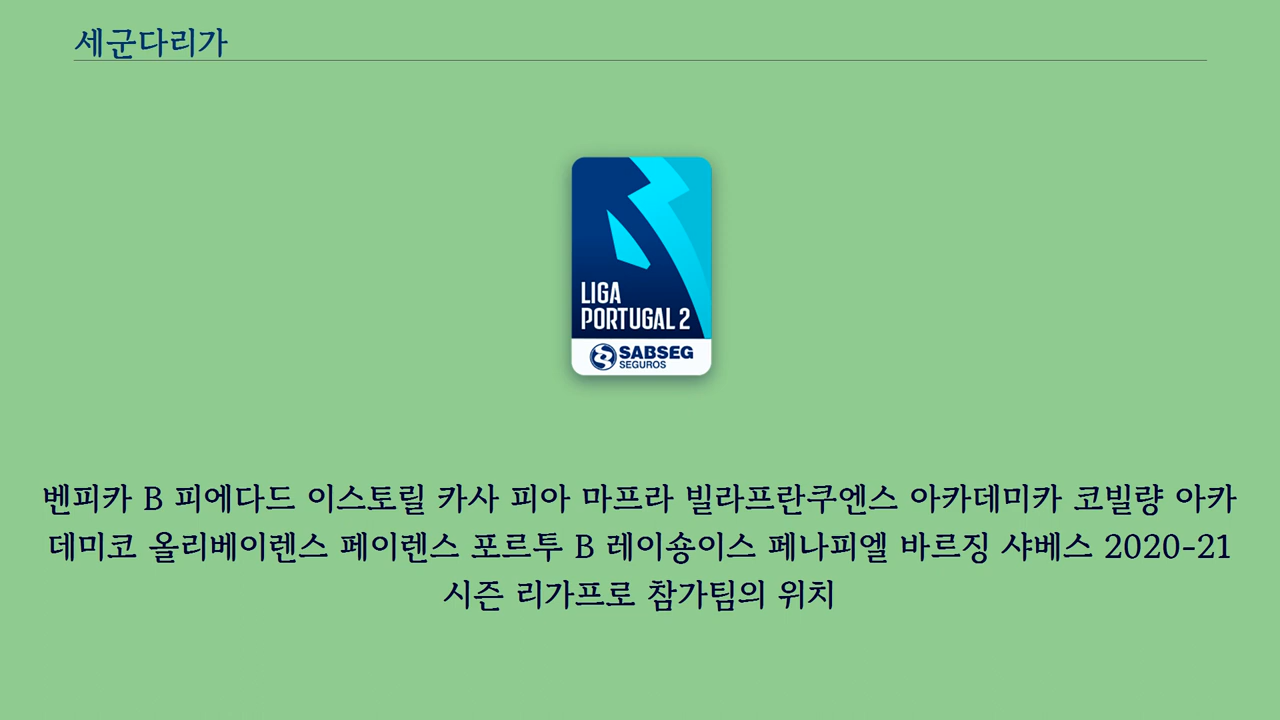 세군다리가
LIGA
PORTUGAL 2
SABSEG
SEGUROS
벤피카 B 피에다드 이스토릴 카사 피아 마프라 빌라프란쿠엔스 아카데미카 코빌량 아카
데미코 올리베이렌스 페이렌스 포르투 B 레이숑이스 페나피엘 바르징 샤베스 2020-21
시즌 리가프로 참가팀의 위치